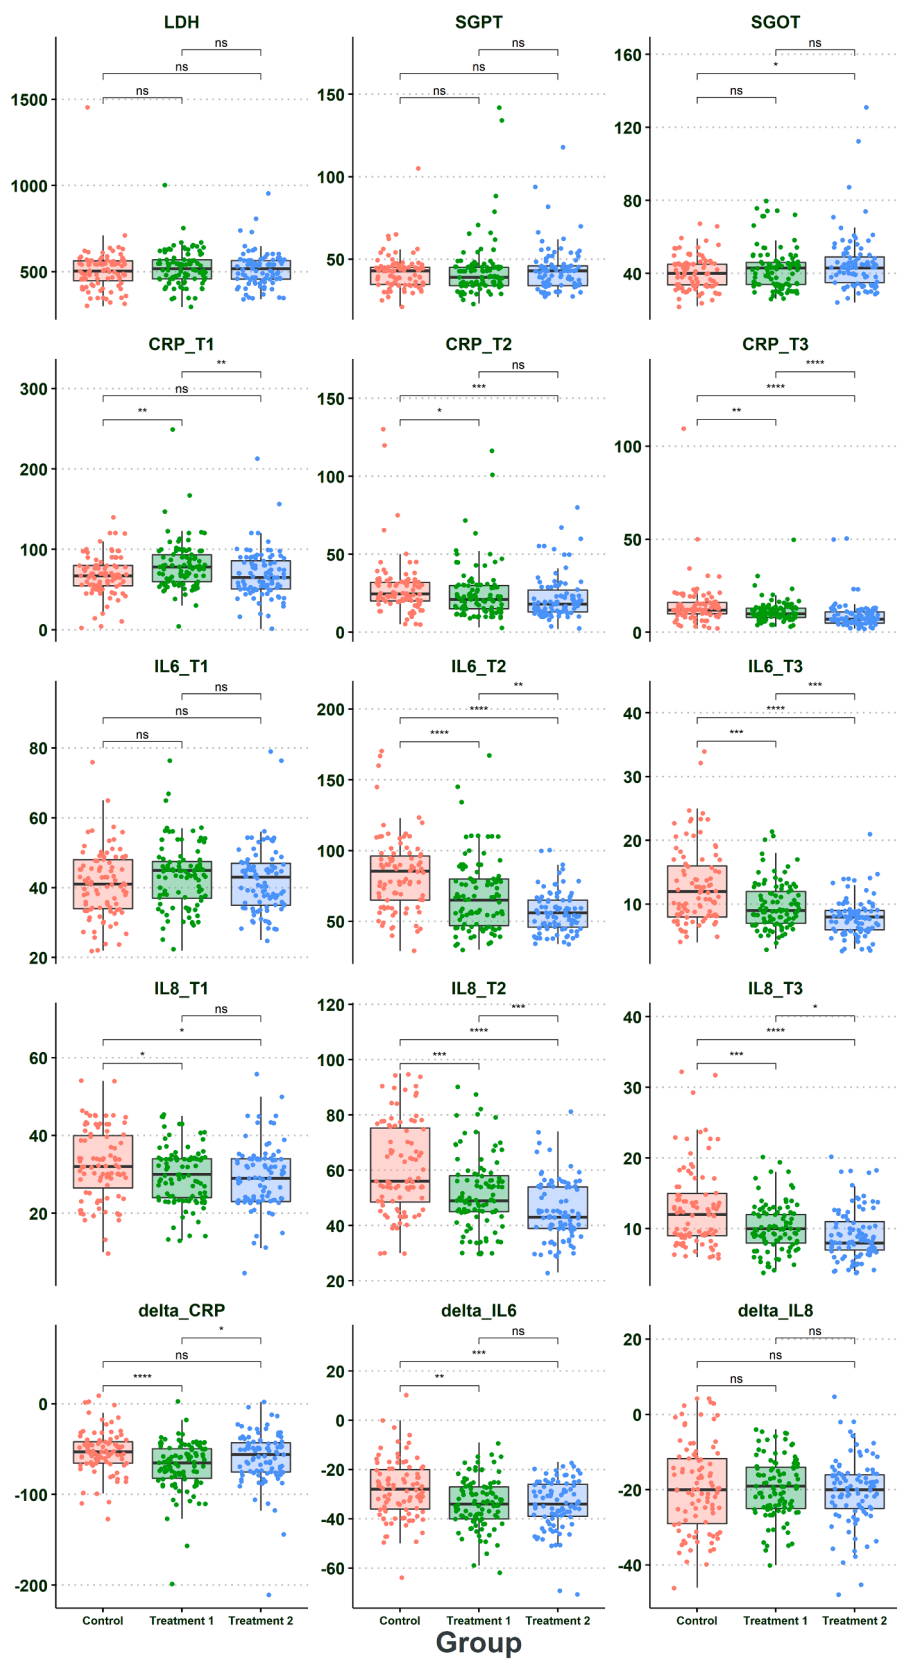 LDH
SGPT
SGOT
ns
ns
ns
ns
ns
ns
ns
*
ns
1500
1000
500
150
100
50
160
120
80
40
CRP_T1
CRP_T2
CRP_T3
**
ns
**
ns
***
*
****
****
**
300
200
100
0
150
100
50
0
100
50
0
IL6_T1
IL6_T2
IL6_T3
ns
ns
ns
**
****
****
***
****
***
80
60
40
20
200
150
100
50
40
30
20
10
IL8_T1
IL8_T2
IL8_T3
ns
*
*
***
****
***
*
****
***
60
40
20
120
100
80
60
40
20
40
30
20
10
delta_CRP
delta_IL6
delta_IL8
*
ns
****
ns
***
**
ns
ns
ns
0
-100
-200
20
0
-20
-40
-60
20
0
-20
-40
Control Treatment 1 Treatment 2
Control Treatment 1 Treatment 2
Control Treatment 1 Treatment 2
Group